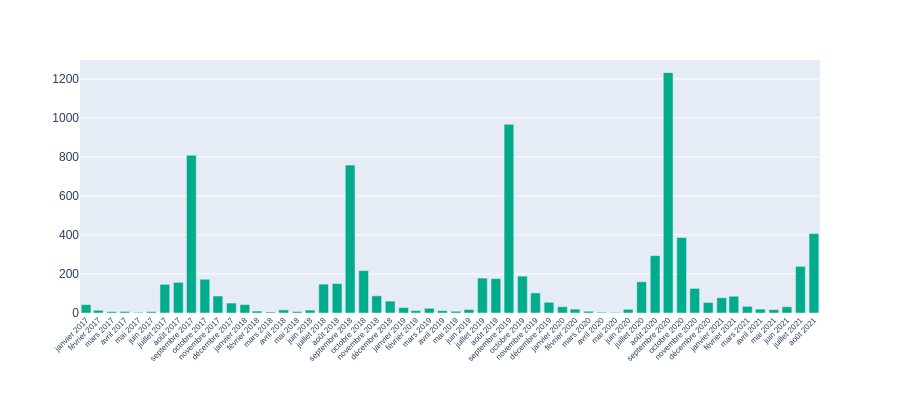 1200
1000
800
600
400
200
0
janvier 2017
février 2017
mars 2017
avril 2017
mai 2017
juin 2017
juillet 2017
août 2017
septembre 2017
octobre 2017
novembre 2017
décembre 2017
janvier 2018
février 2018
mars 2018
avril 2018
mai 2018
juin 2018
juillet 2018
août 2018
septembre 2018
octobre 2018
novembre 2018
décembre 2018
janvier 2019
février 2019
mars 2019
avril 2019
mai 2019
juin 2019
juillet 2019
août 2019
septembre 2019
octobre 2019
novembre 2019
décembre 2019
janvier 2020
février 2020
mars 2020
avril 2020
mai 2020
juin 2020
juillet 2020
août 2020
septembre 2020
octobre 2020
novembre 2020
décembre 2020
janvier 2021
février 2021
mars 2021
avril 2021
mai 2021
juin 2021
juillet 2021
août 2021